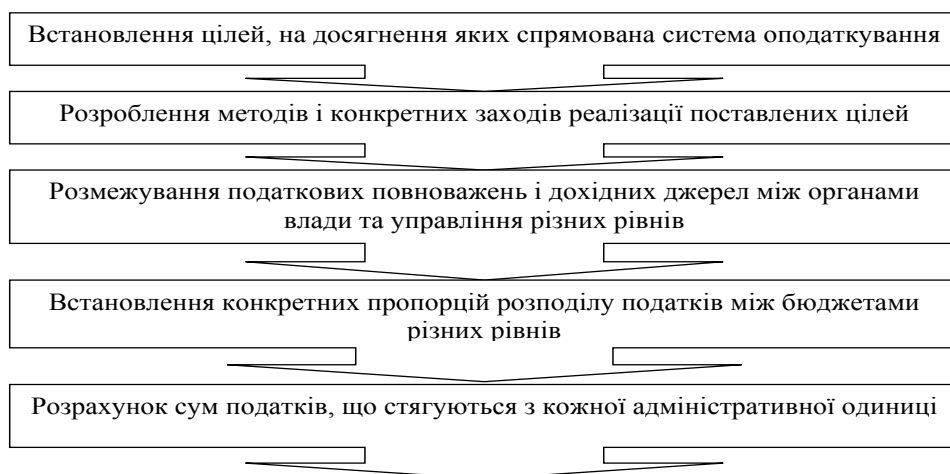 Встановлення цілей, на досягнення яких спрямована система оподаткування
Розроблення методів і конкретних заходів реалізації поставлених цілей
Розмежування податкових повноважень і дохідних джерел між органами
влади та управління різних рівнів
Встановлення конкретних пропорцій розподілу податків між бюджетами
різних рівнів
Розрахунок сум податків, що стягуються з кожної адміністративної одиниці